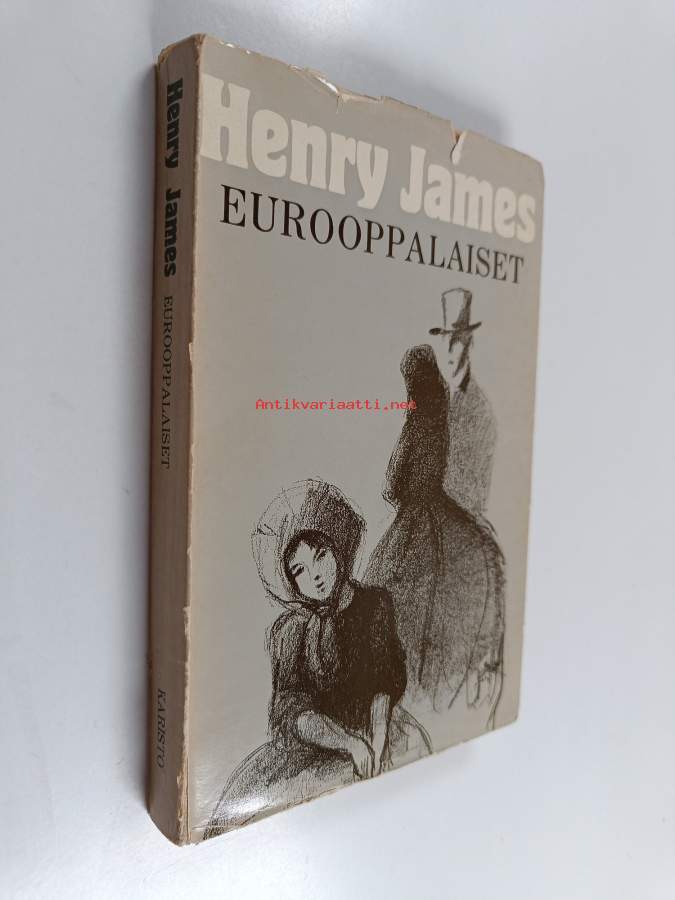 Henry James
EUROOPPALAISET
Henry James EUROOPPALAISET KARISTO
Antikvariaatti.net